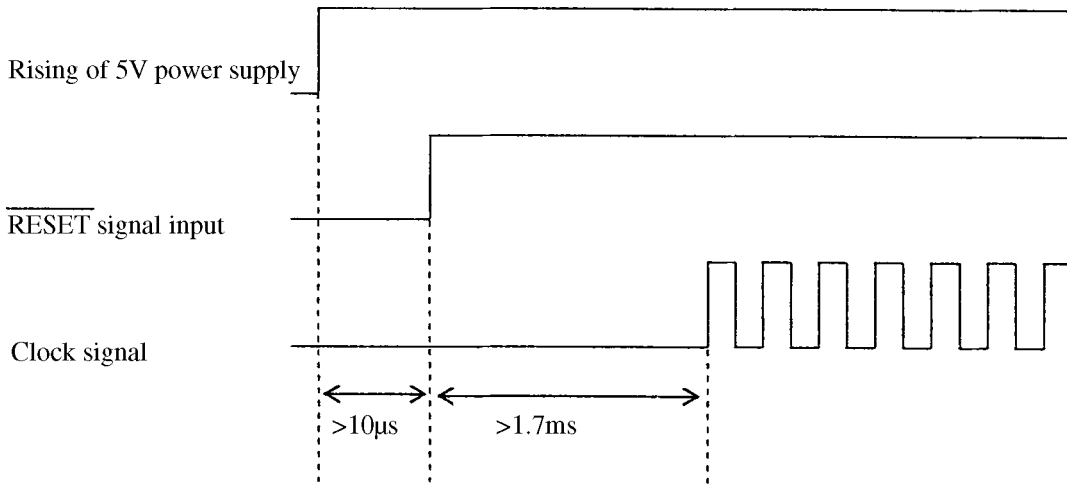 Rising of 5V power supply
RESET signal input
Clock signal
>10µs
>1.7ms